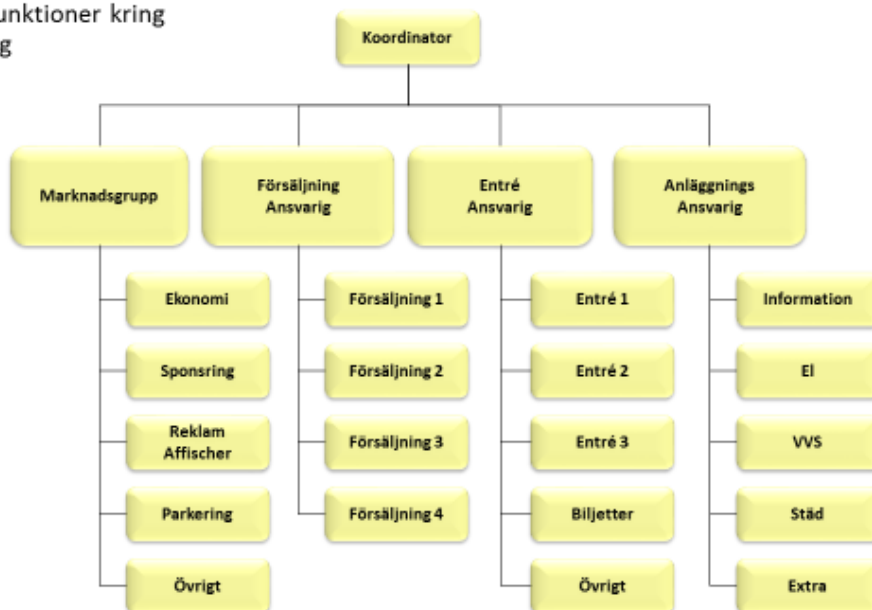 unktioner kring
g
Koordinator
Marknadsgrupp
Försäljning
Ansvarig
Entré
Ansvarig
Anläggnings
Ansvarig
Ekonomi
Försäljning 1
Entré 1
Information
Sponsring
Försäljning 2
Entré 2
El
Reklam
Affischer
Försäljning 3
Entré 3
VVS
Parkering
Försäljning 4
Biljetter
Städ
Övrigt
Övrigt
Extra